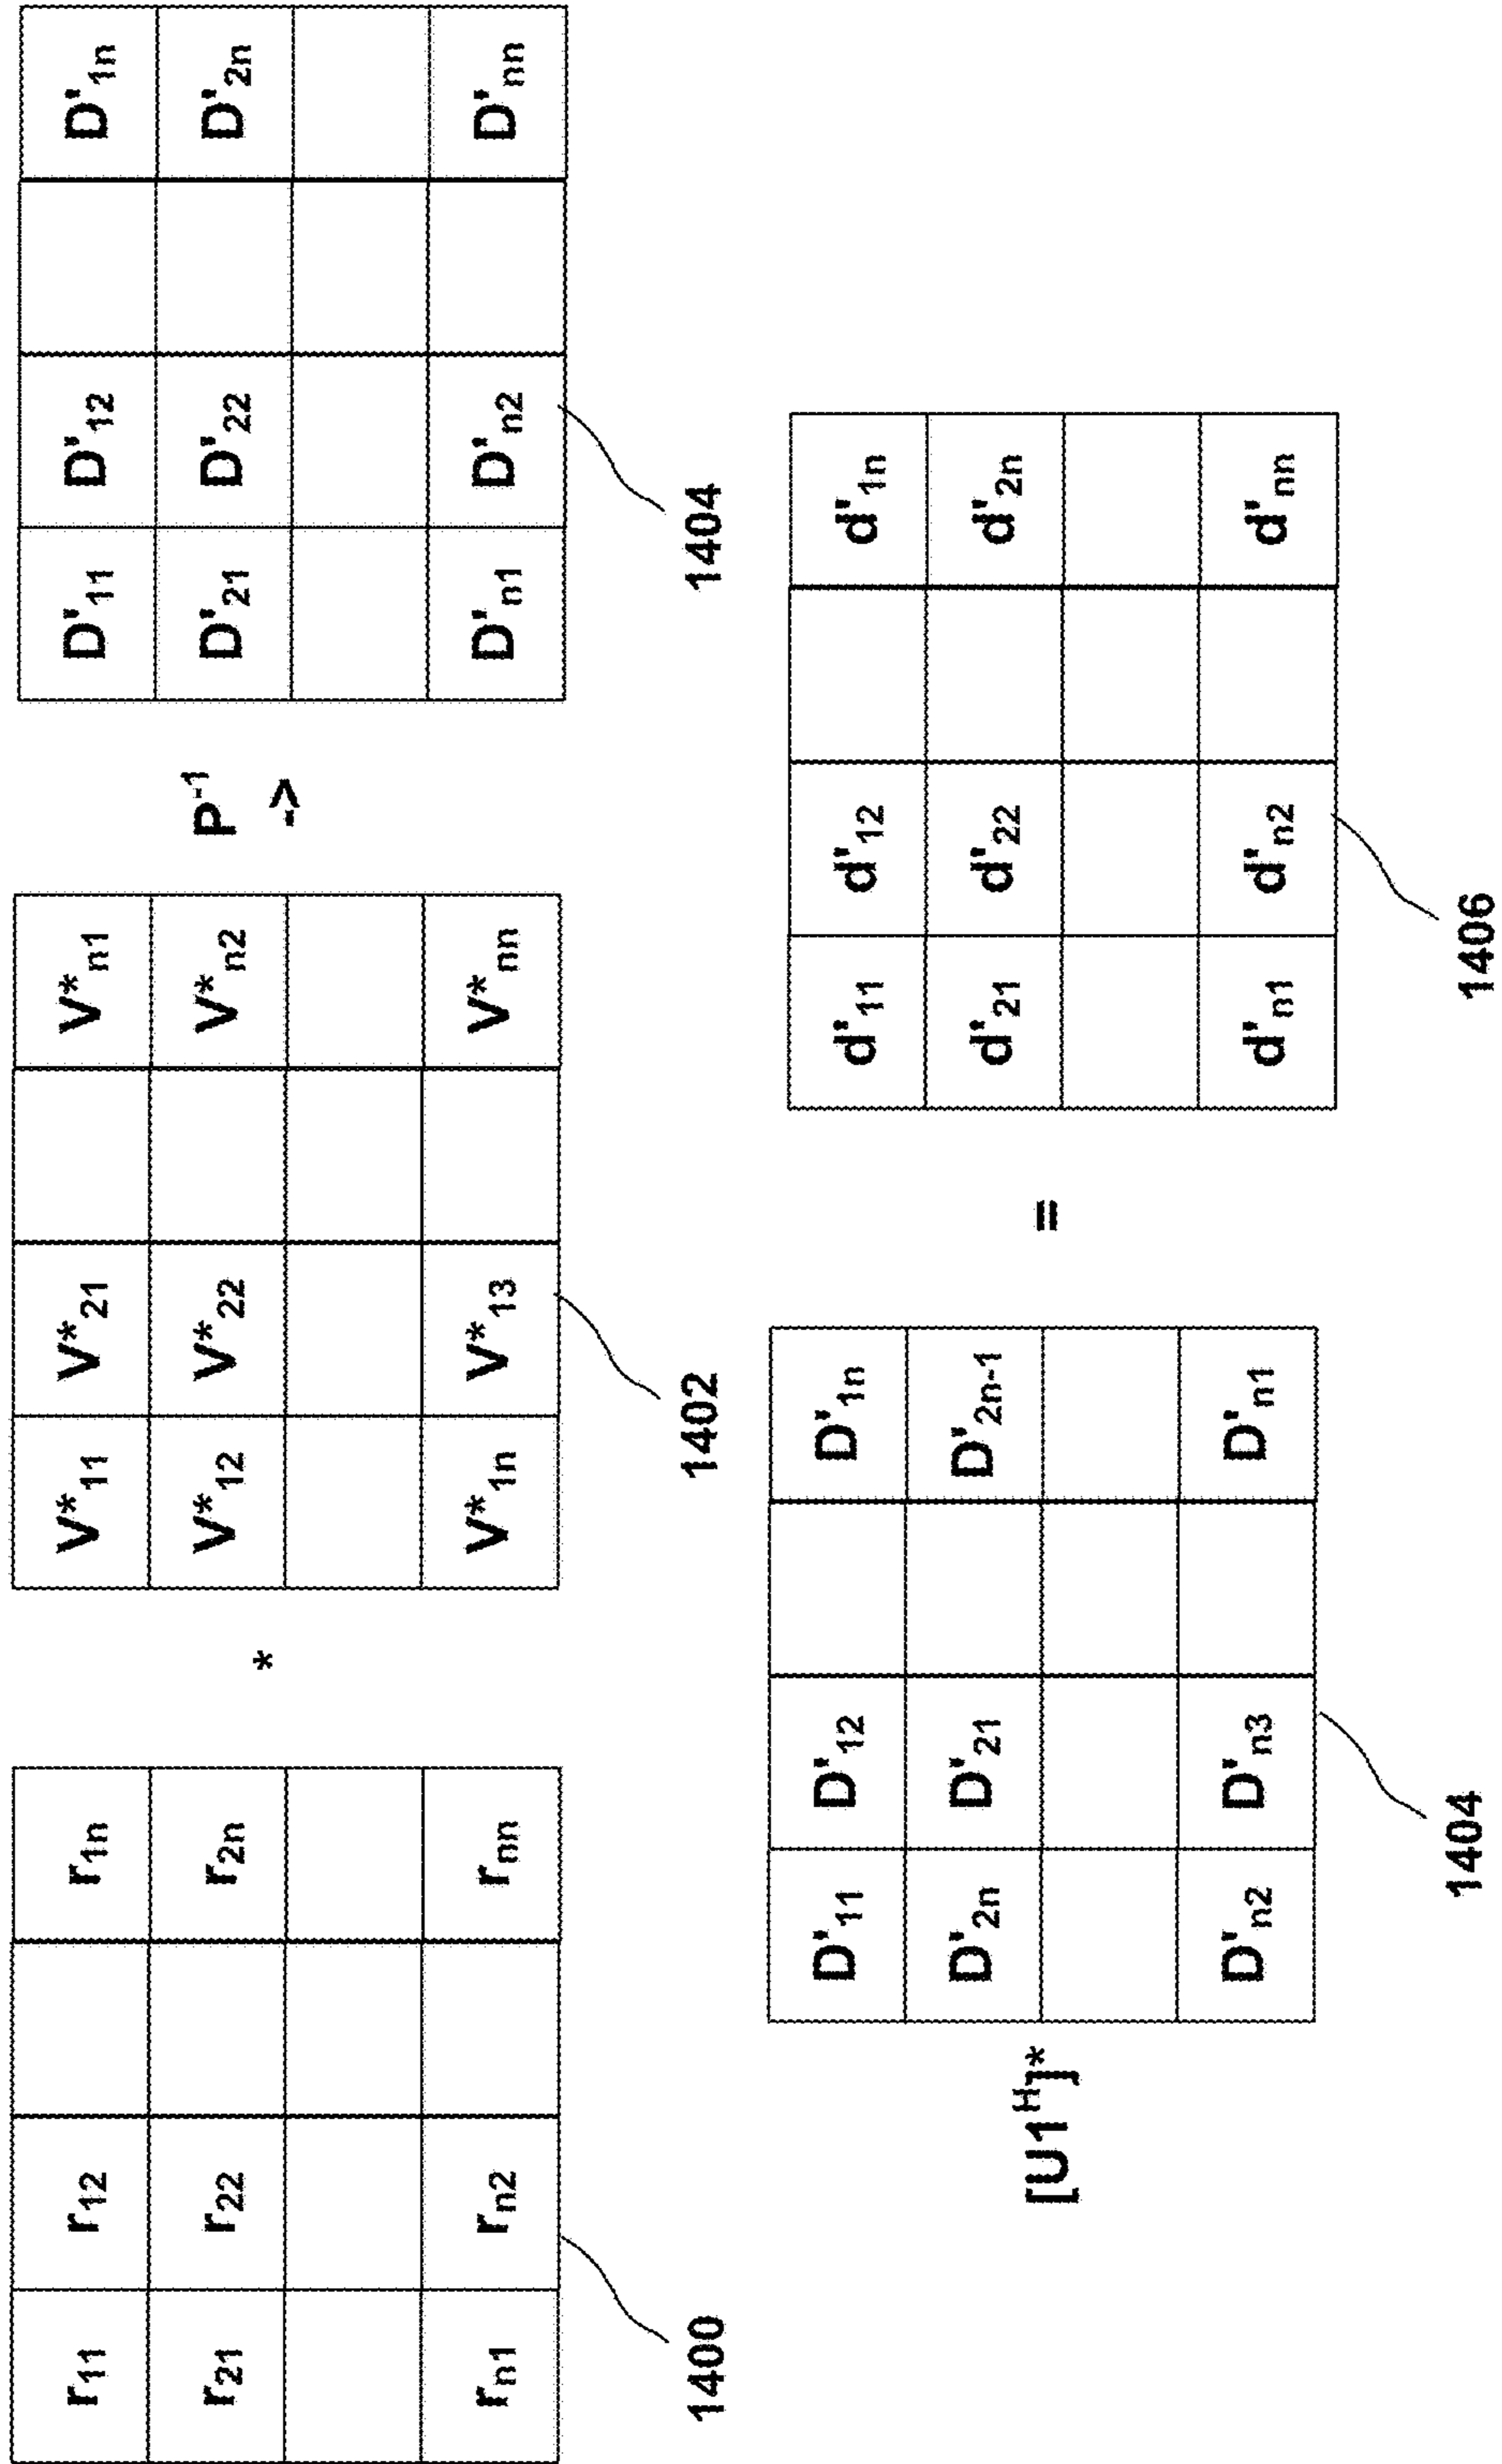 r11 r12 r1n
r21 r22 r2n
rn1 rn2 rnn
1400
*
V*11 V*21 V*n1
V*12 V*22 V*n2
V*1n V*13 V*nn
1402
P-1
->
D'11 D'12 D'1n
D'21 D'22 D'2n
D'n1 D'n2 D'nn
1404
[U1H]*
D'11 D'12 D'1n
D'2n D'21 D'2n-1
D'n2 D'n3 D'n1
1404
=
d'11 d'12 d'1n
d'21 d'22 d'2n
d'n1 d'n2 d'nn
1406